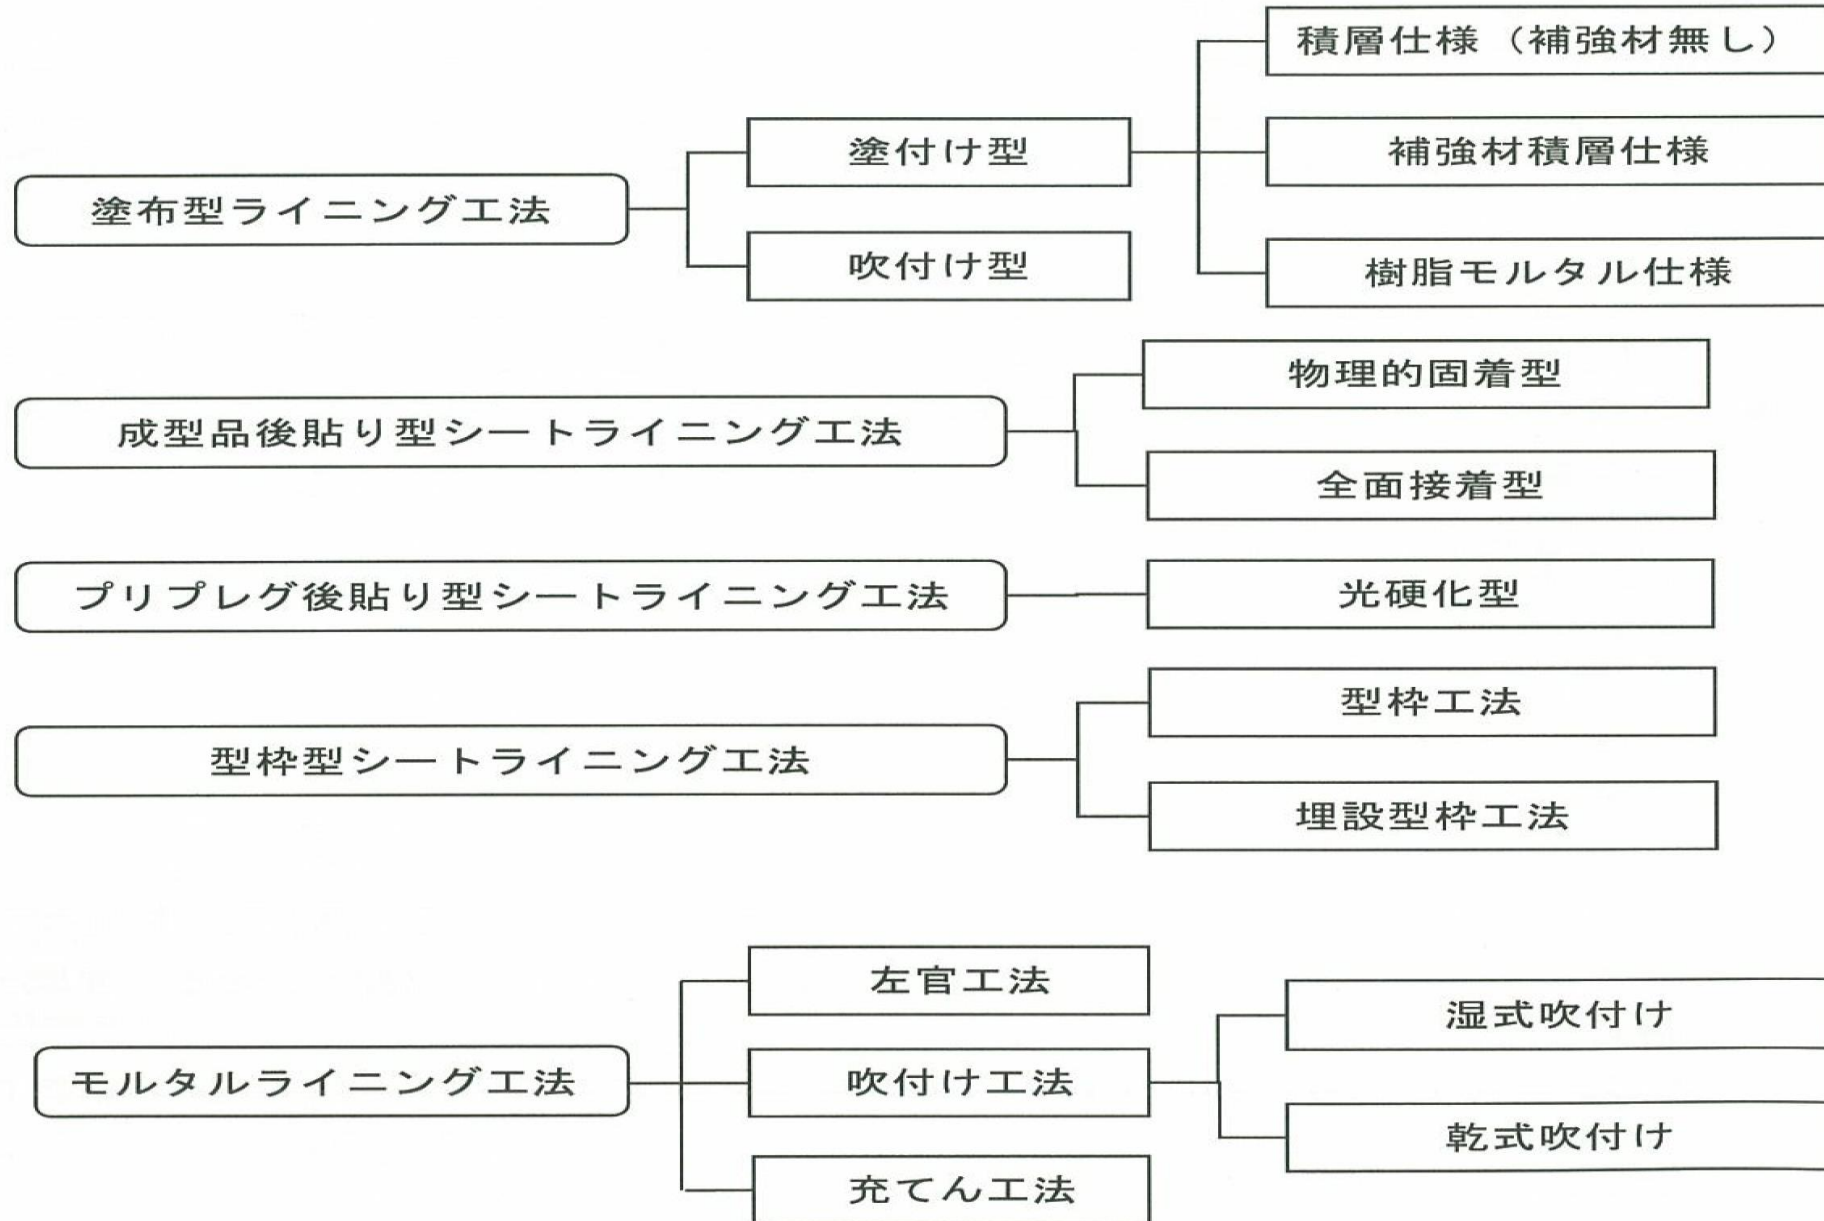 塗布型ライニング工法
塗付け型
吹付け型
積層仕様（補強材無し）
補強材積層仕様
樹脂モルタル仕様
成型品後貼り型シートライニング工法
物理的固着型
全面接着型
プリプレグ後貼り型シートライニング工法
光硬化型
型枠型シートライニング工法
型枠工法
埋設型枠工法
モルタルライニング工法
左官工法
吹付け工法
充てん工法
湿式吹付け
乾式吹付け